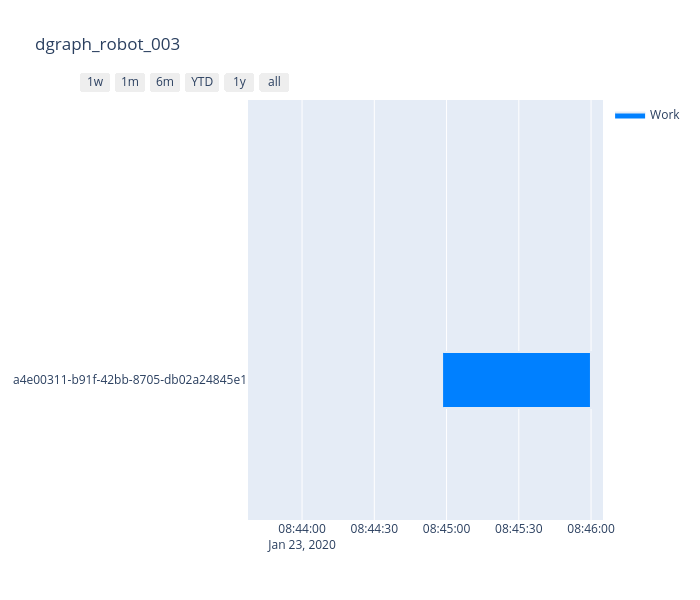 dgraph_robot_003
1w 1m 6m YTD 1y all
Work
a4e00311-b91f-42bb-8705-db02a24845e1
08:44:00 08:44:30 08:45:00 08:45:30 08:46:00
Jan 23, 2020